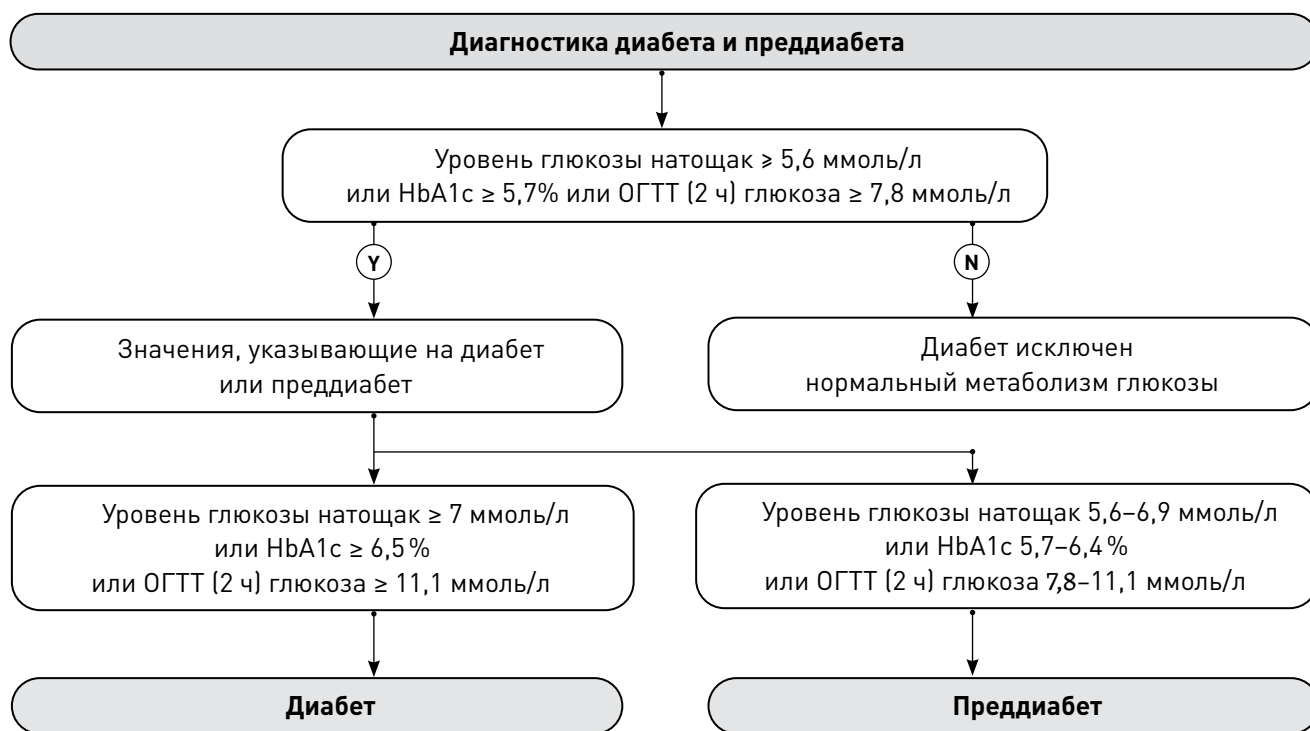 Диагностика диабета и преддиабета
Уровень глюкозы натощак ⩾ 5,6 ммоль/л
или HbA1c ≥ 5,7% или ОГТТ (2 ч) глюкоза ≥ 7,8 ммоль/л
Y
N
Значения, указывающие на диабет
или преддиабет
Диабет исключен
нормальный метаболизм глюкозы
Уровень глюкозы натощак ≥ 7 ммоль/л
или HbA1c ≥ 6,5 %
или ОГТТ (2 ч) глюкоза ≥ 11,1 ммоль/л
Уровень глюкозы натощак 5,6–6,9 ммоль/л
или HbA1c 5,7–6,4 %
или ОГТТ (2 ч) глюкоза 7,8–11,1 ммоль/л
Диабет
Преддиабет